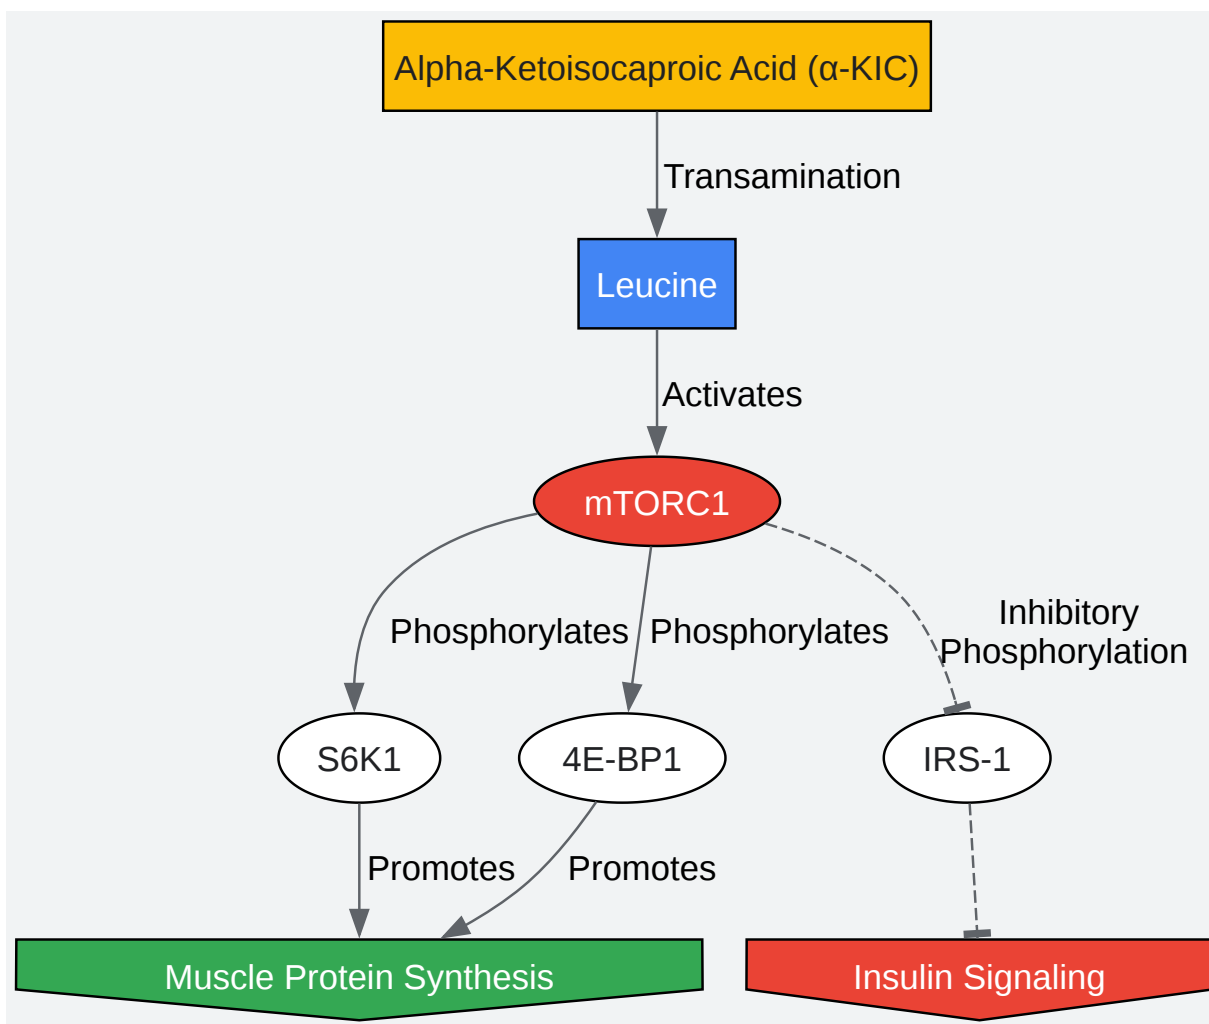 Alpha-Ketoisocaproic Acid (α-KIC)
Transamination
Leucine
Activates
mTORC1
Inhibitory
Phosphorylation
Phosphorylates
Phosphorylates
S6K1
4E-BP1
IRS-1
Promotes
Promotes
Muscle Protein Synthesis
Insulin Signaling